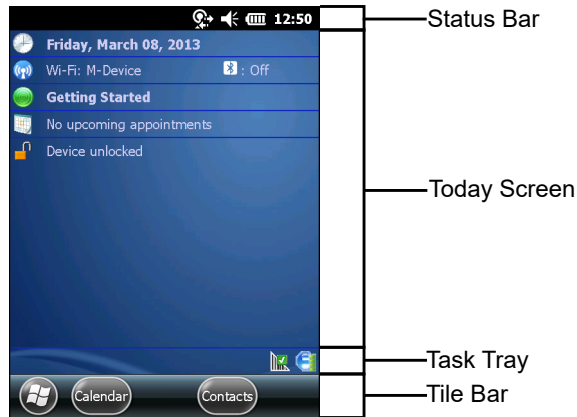 12:50
Status Bar
Friday, March 08, 2013
Wi-Fi: M-Device : Off
Getting Started
No upcoming appointments
Device unlocked
Today Screen
Task Tray
Calendar Contacts
Tile Bar